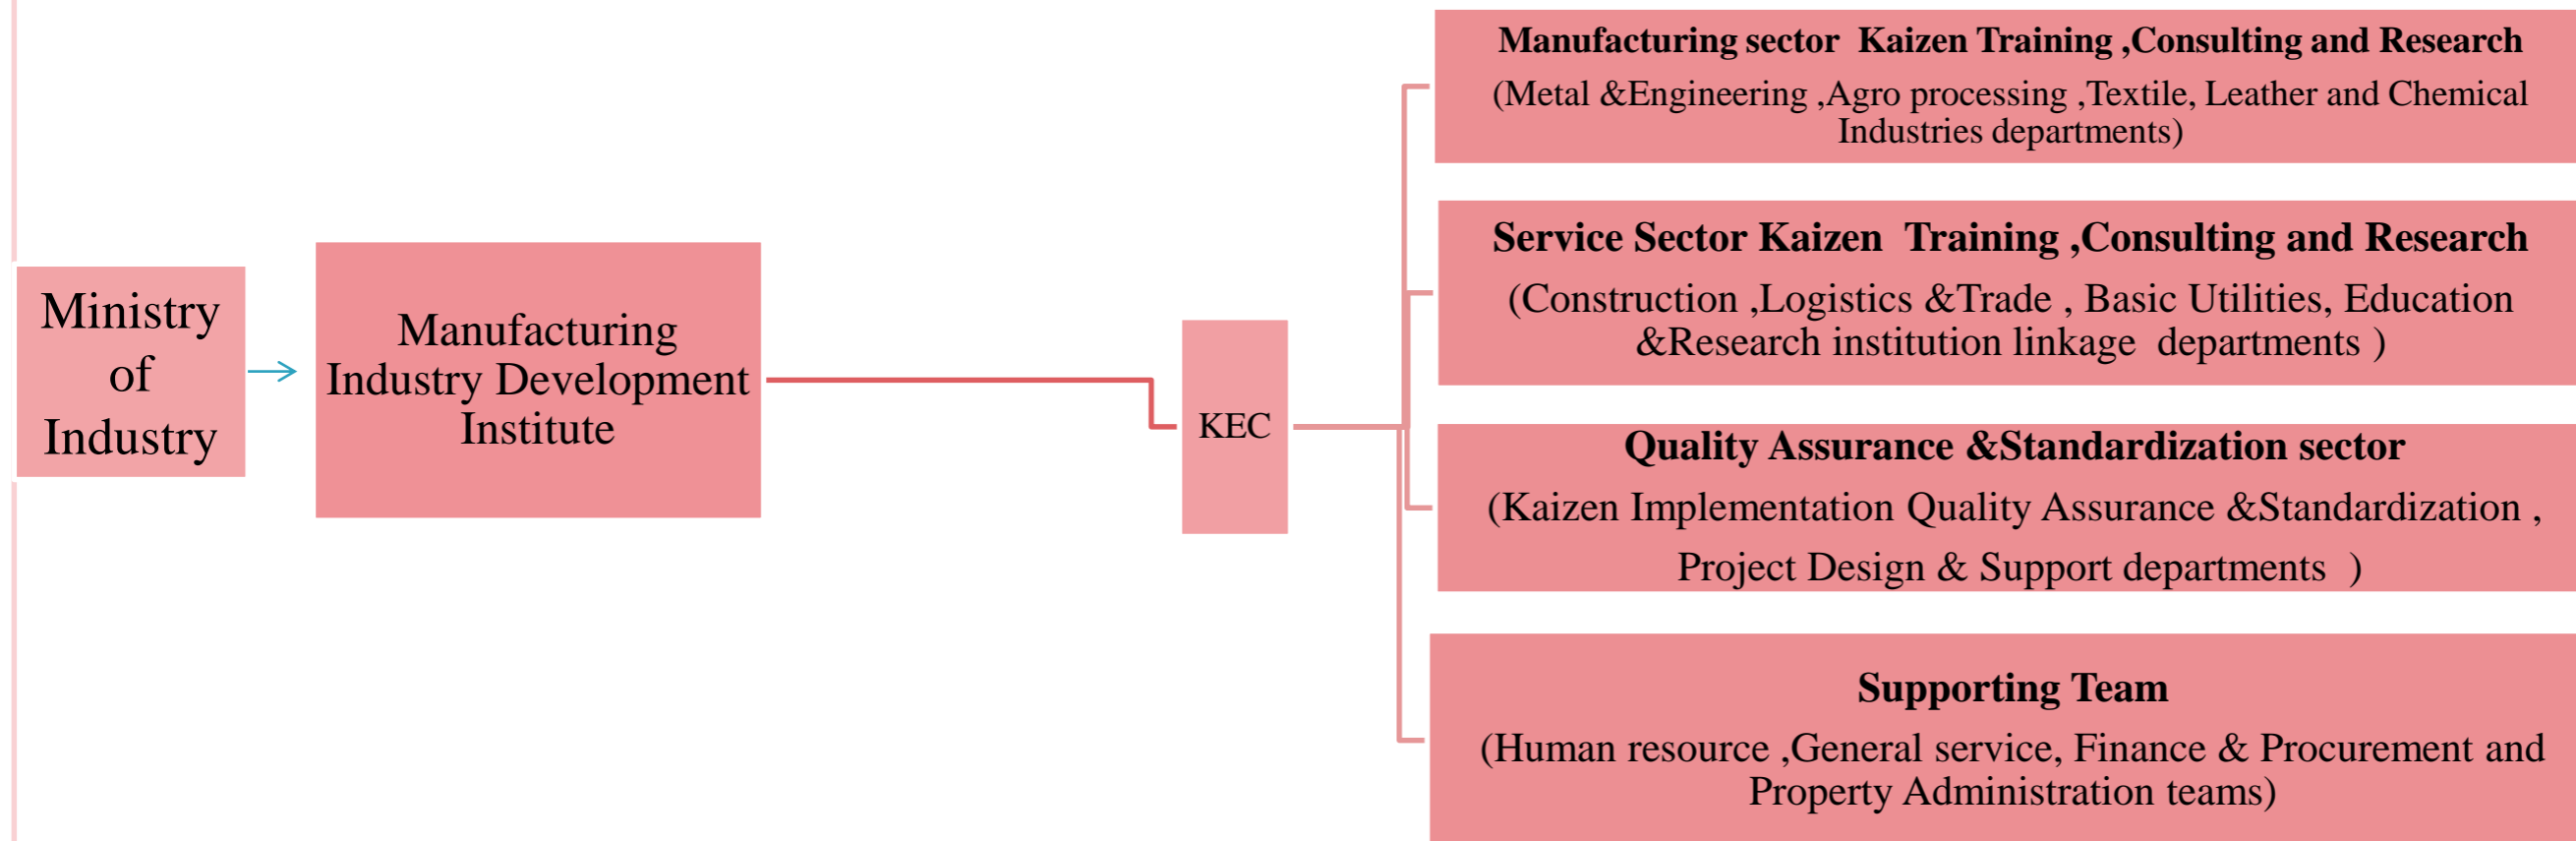 Ministry
of
Industry
Manufacturing
Industry Development
Institute
KEC
Manufacturing sector  Kaizen Training ,Consulting and Research
(Metal &Engineering ,Agro processing ,Textile, Leather and Chemical
Industries departments)
Service Sector Kaizen  Training ,Consulting and Research
(Construction ,Logistics &Trade , Basic Utilities, Education
&Research institution linkage  departments )
Quality Assurance &Standardization sector
(Kaizen Implementation Quality Assurance &Standardization ,
Project Design & Support departments  )
Supporting Team
(Human resource ,General service, Finance & Procurement and
Property Administration teams)